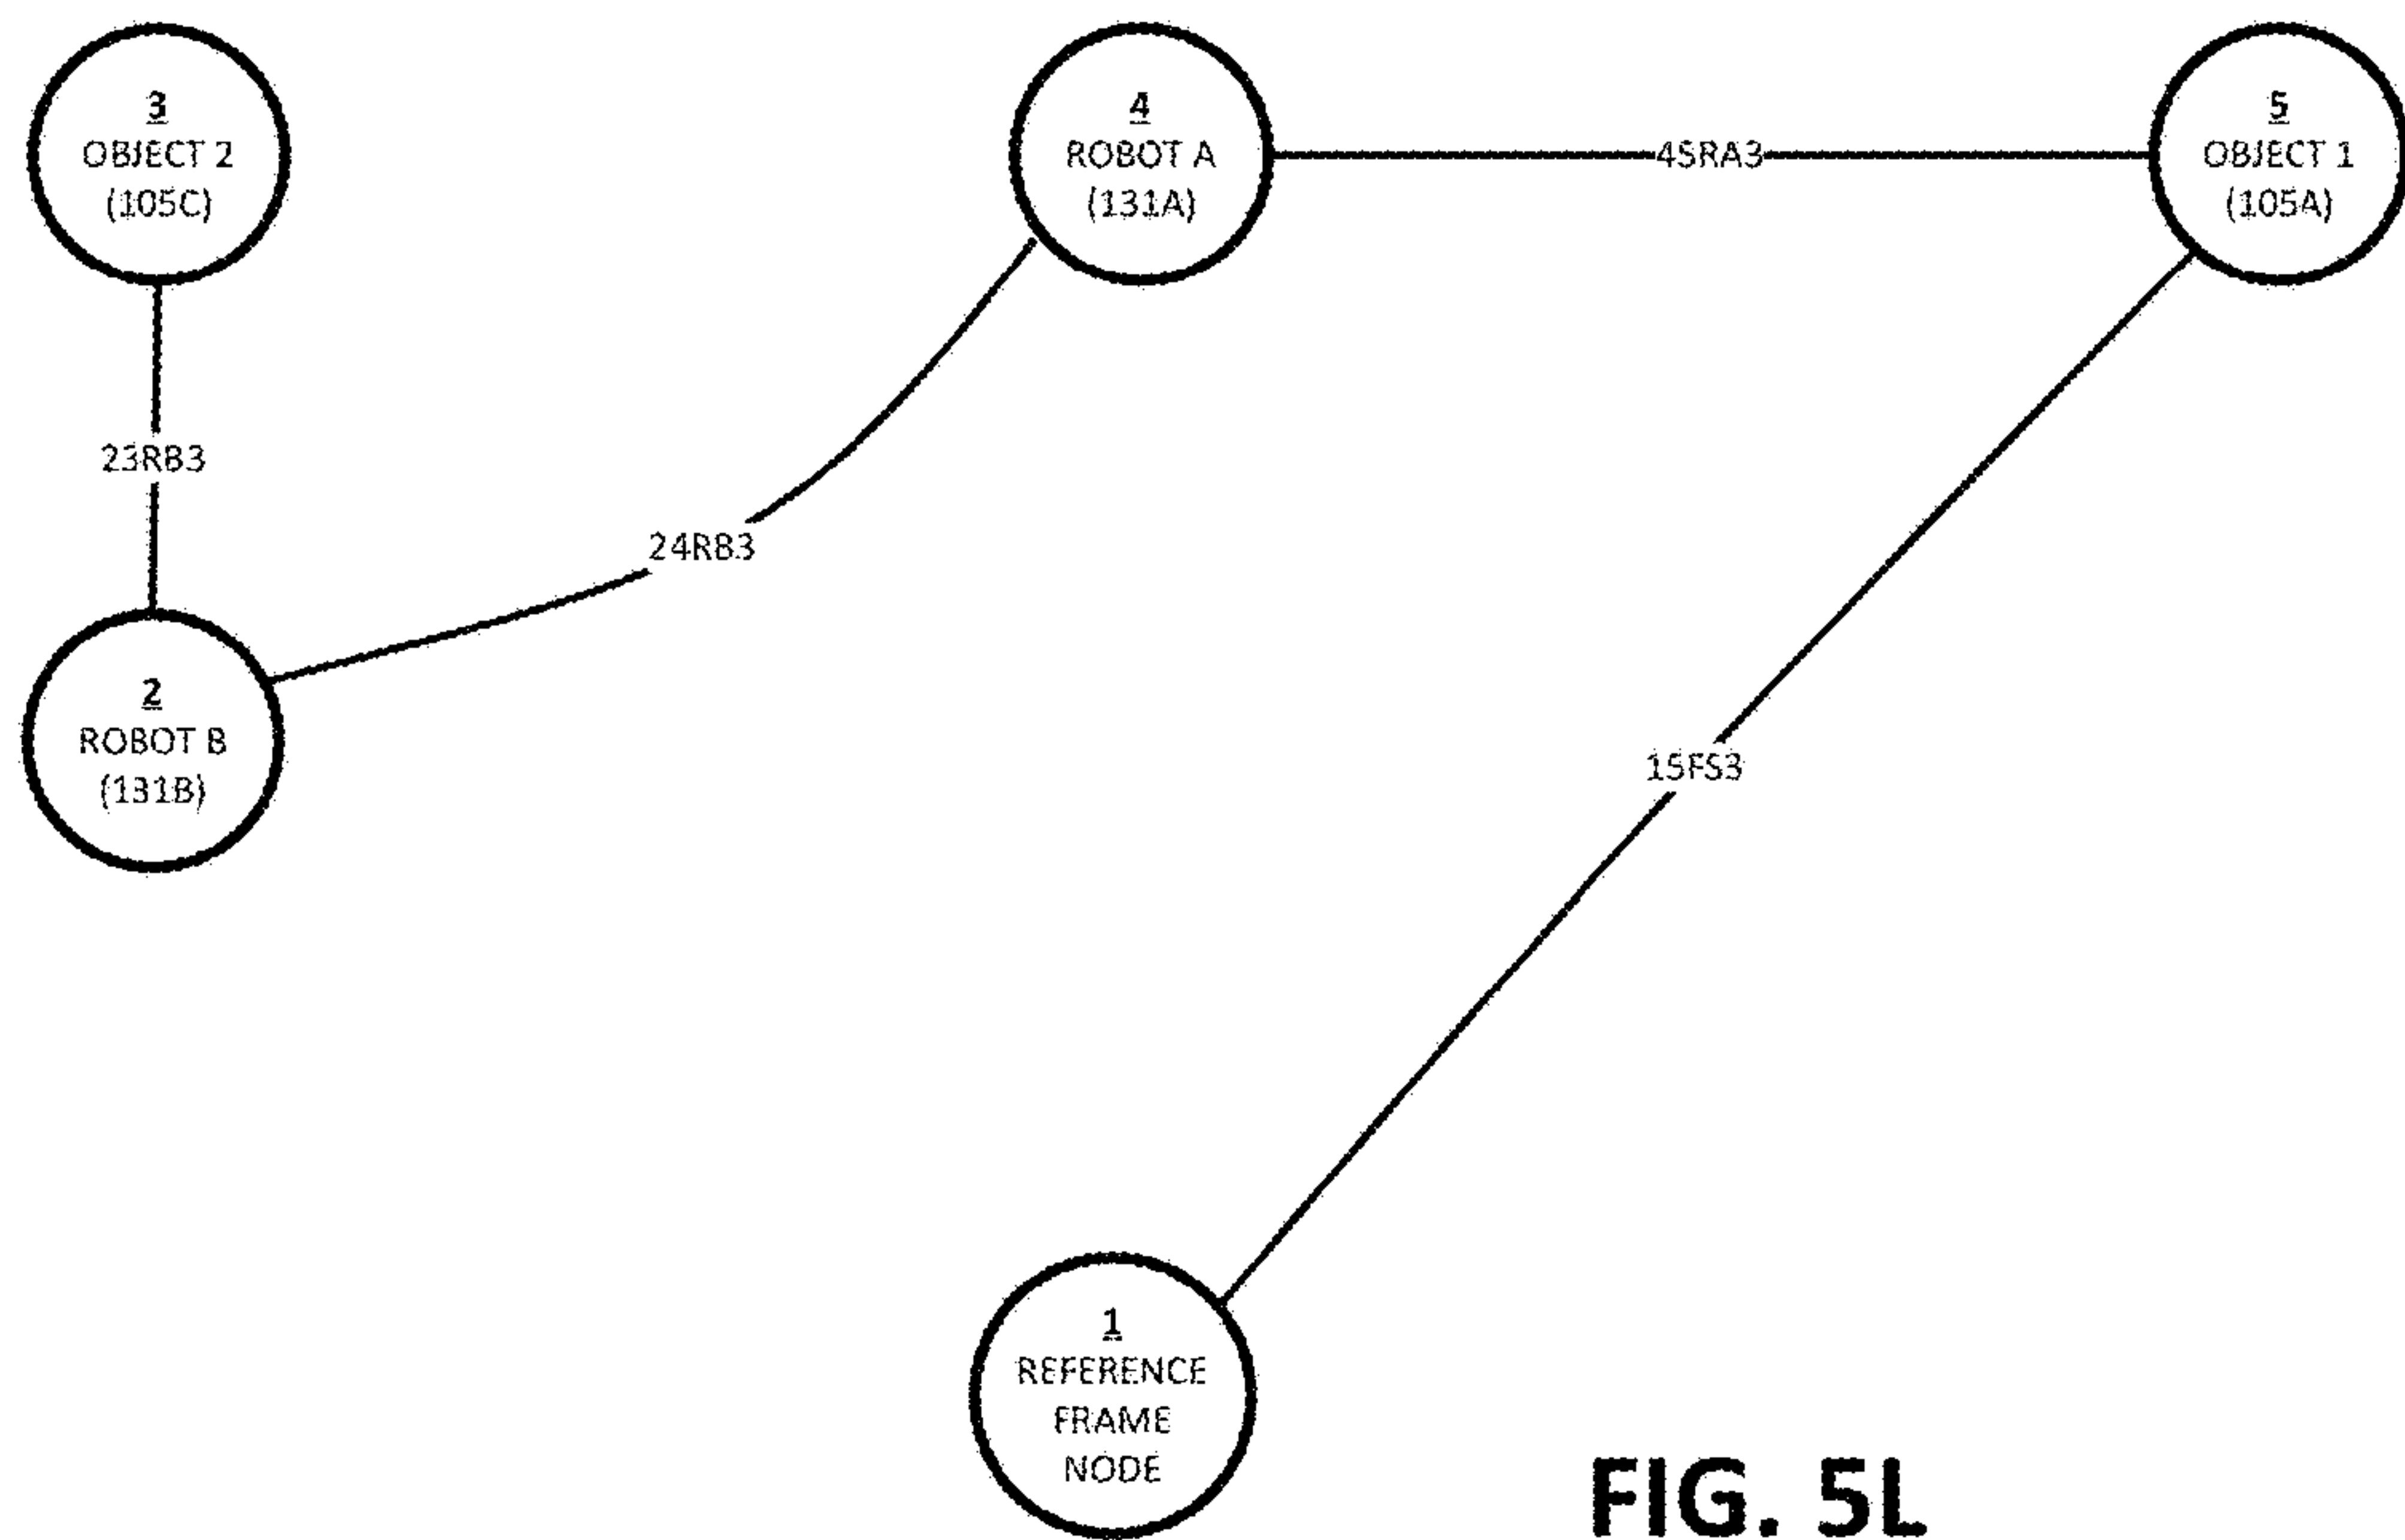 3
OBJECT 2
(105C)
4
ROBOT A
(131A)
45RA3
5
OBJECT 1
(105A)
23RB3
24RB3
2
ROBOT B
(131B)
15FS3
1
REFERENCE
FRAME
NODE
FIG. 5L